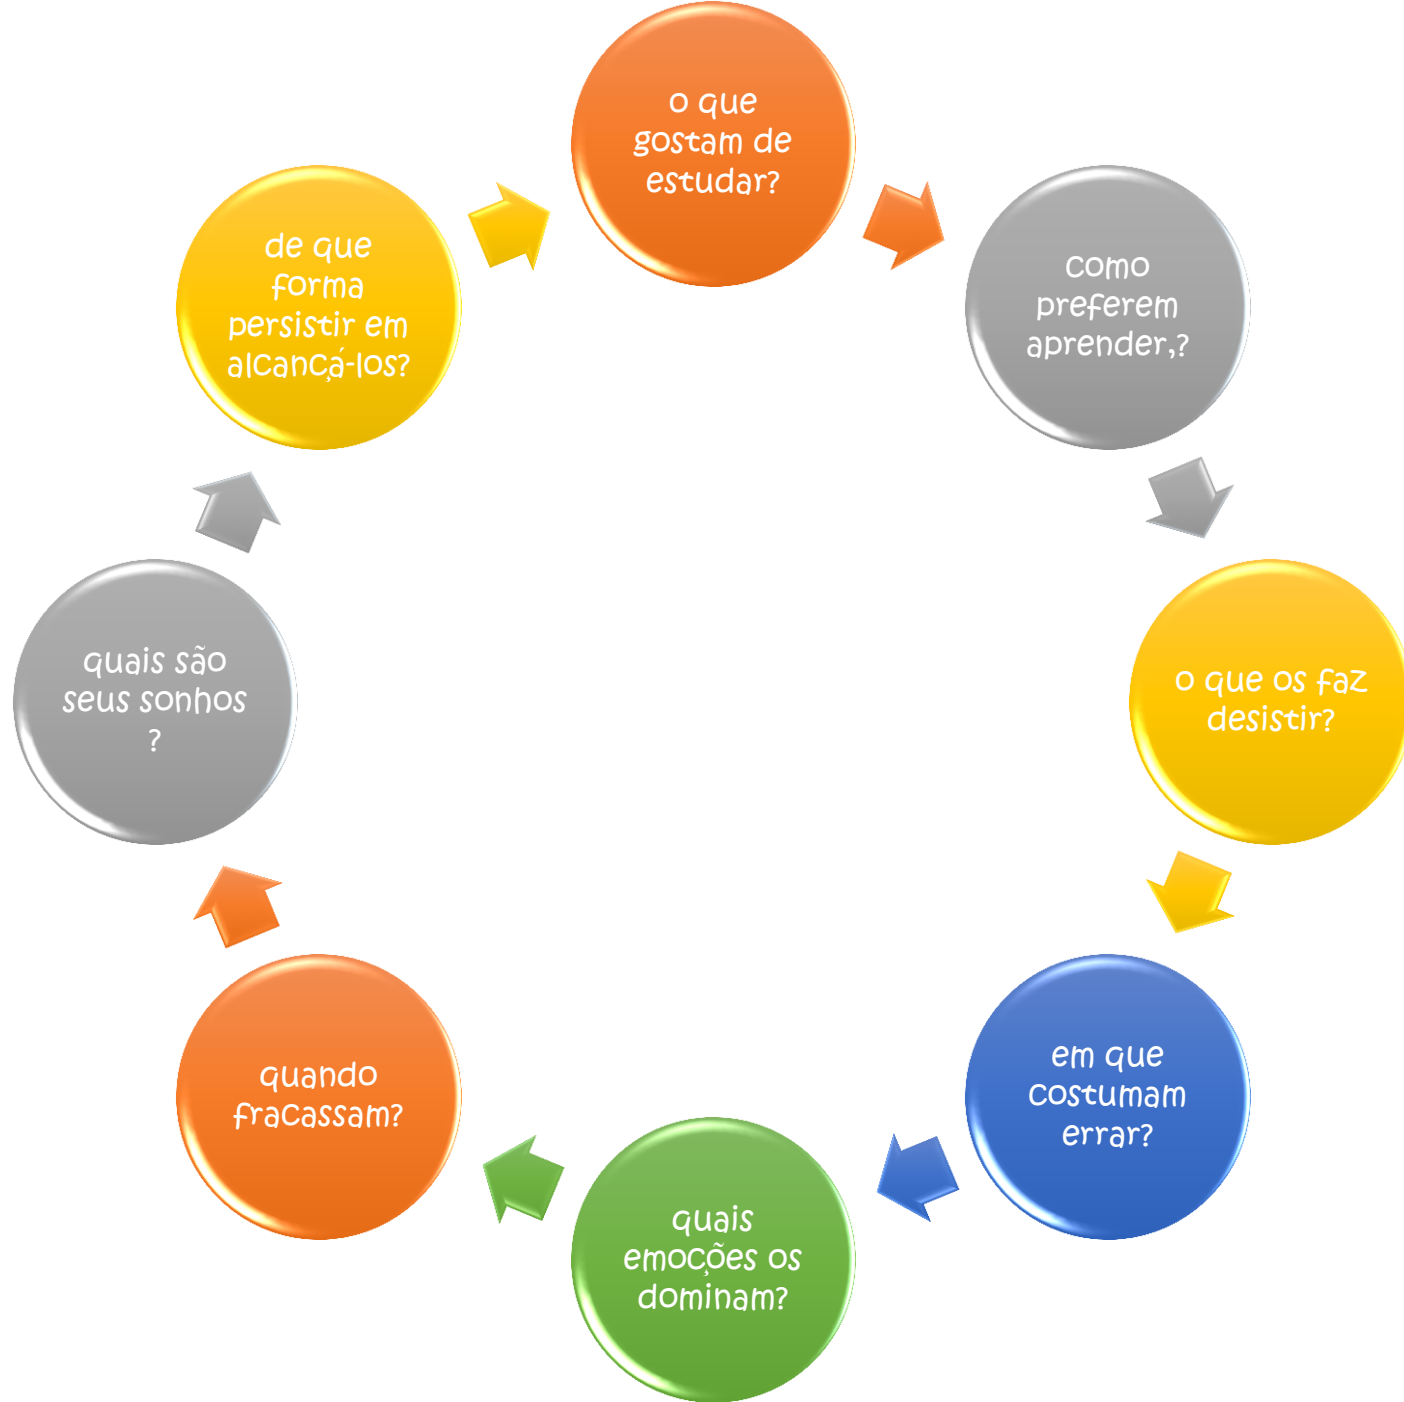 o que
gostam de
estudar?
como
preferem
aprender,?
o que os faz
desistir?
em que
costumam
errar?
quais
emoções os
dominam?
quando
fracassam?
quais são
seus sonhos
?
de que
forma
persistir em
alcançá-los?